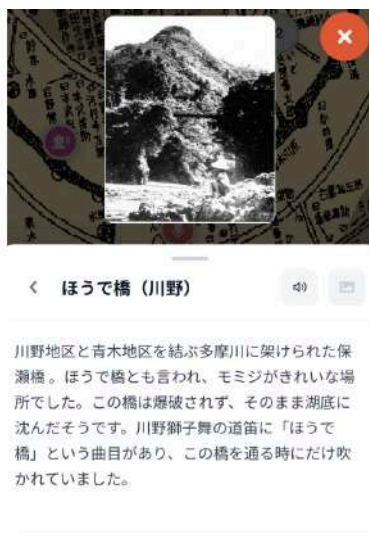 ほうで橋（川野）
川野地区と青木地区を結ぶ多摩川に架けられた保
瀬橋 。ほうで橋とも言われ、モミジがきれいな場
所でした。この橋は爆破されず、そのまま湖底に
沈んだそうです。川野獅子舞の道笛に「ほうで
橋」という曲目があり、この橋を通る時にだけ吹
かれていました。